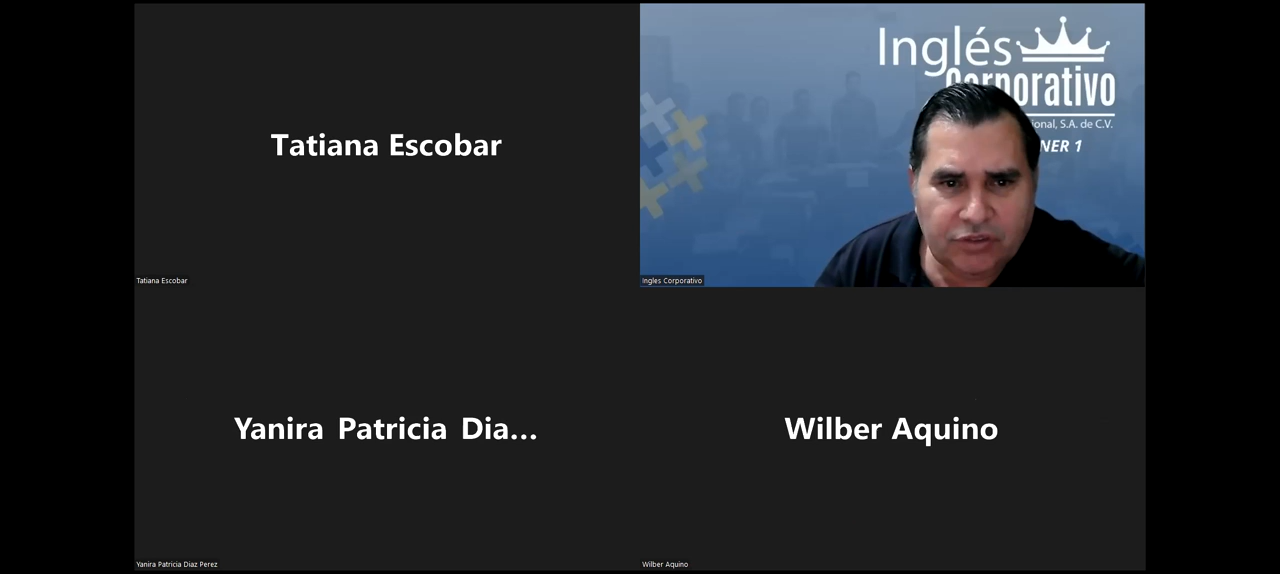 Tatiana Escobar
Tatiana Escobar
Inglés
Corporativo
ional, S.A. de C.V.
NER 1
Ingles Corporativo
Yanira Patricia Dia...
Yanira Patricia Diaz Perez
Wilber Aquino
Wilber Aquino